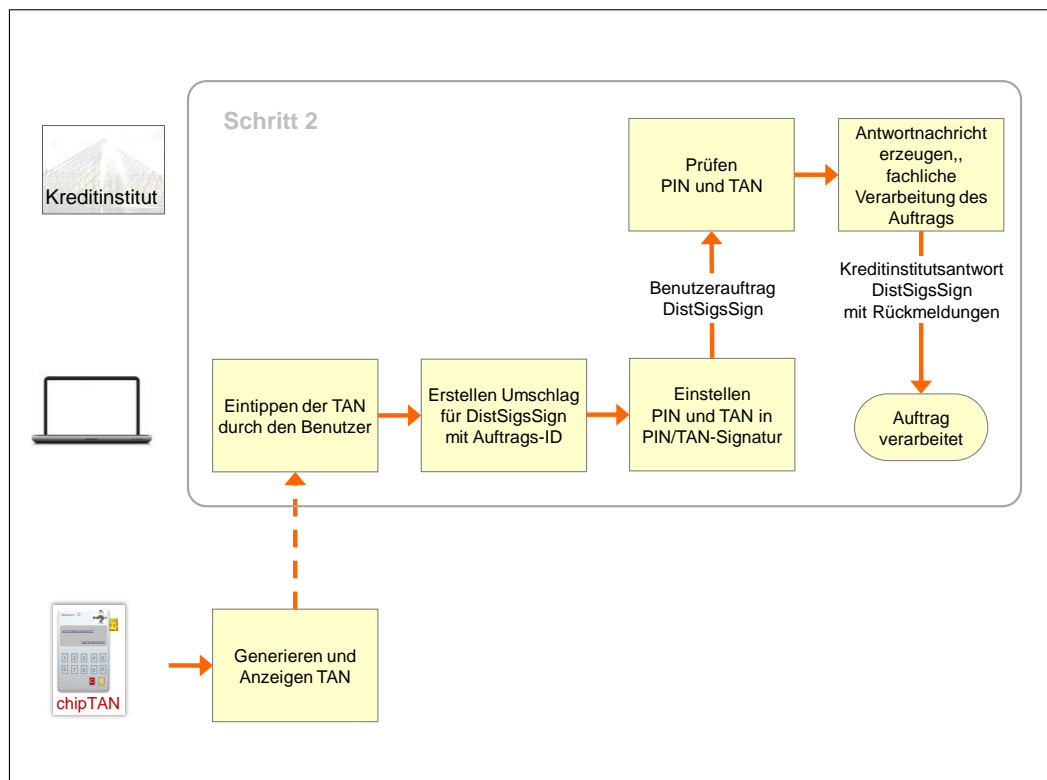 Schritt 2
Kreditinstitut
Prüfen
PIN und TAN
Antwortnachricht
erzeugen,,
fachliche
Verarbeitung des
Auftrags
Benutzerauftrag
DistSigsSign
Kreditinstitutsantwort
DistSigsSign
mit Rückmeldungen
Eintippen der TAN
durch den Benutzer
Erstellen Umschlag
für DistSigsSign
mit Auftrags-ID
Einstellen
PIN und TAN in
PIN/TAN-Signatur
Auftrag
verarbeitet
Generieren und
Anzeigen TAN
chipTAN